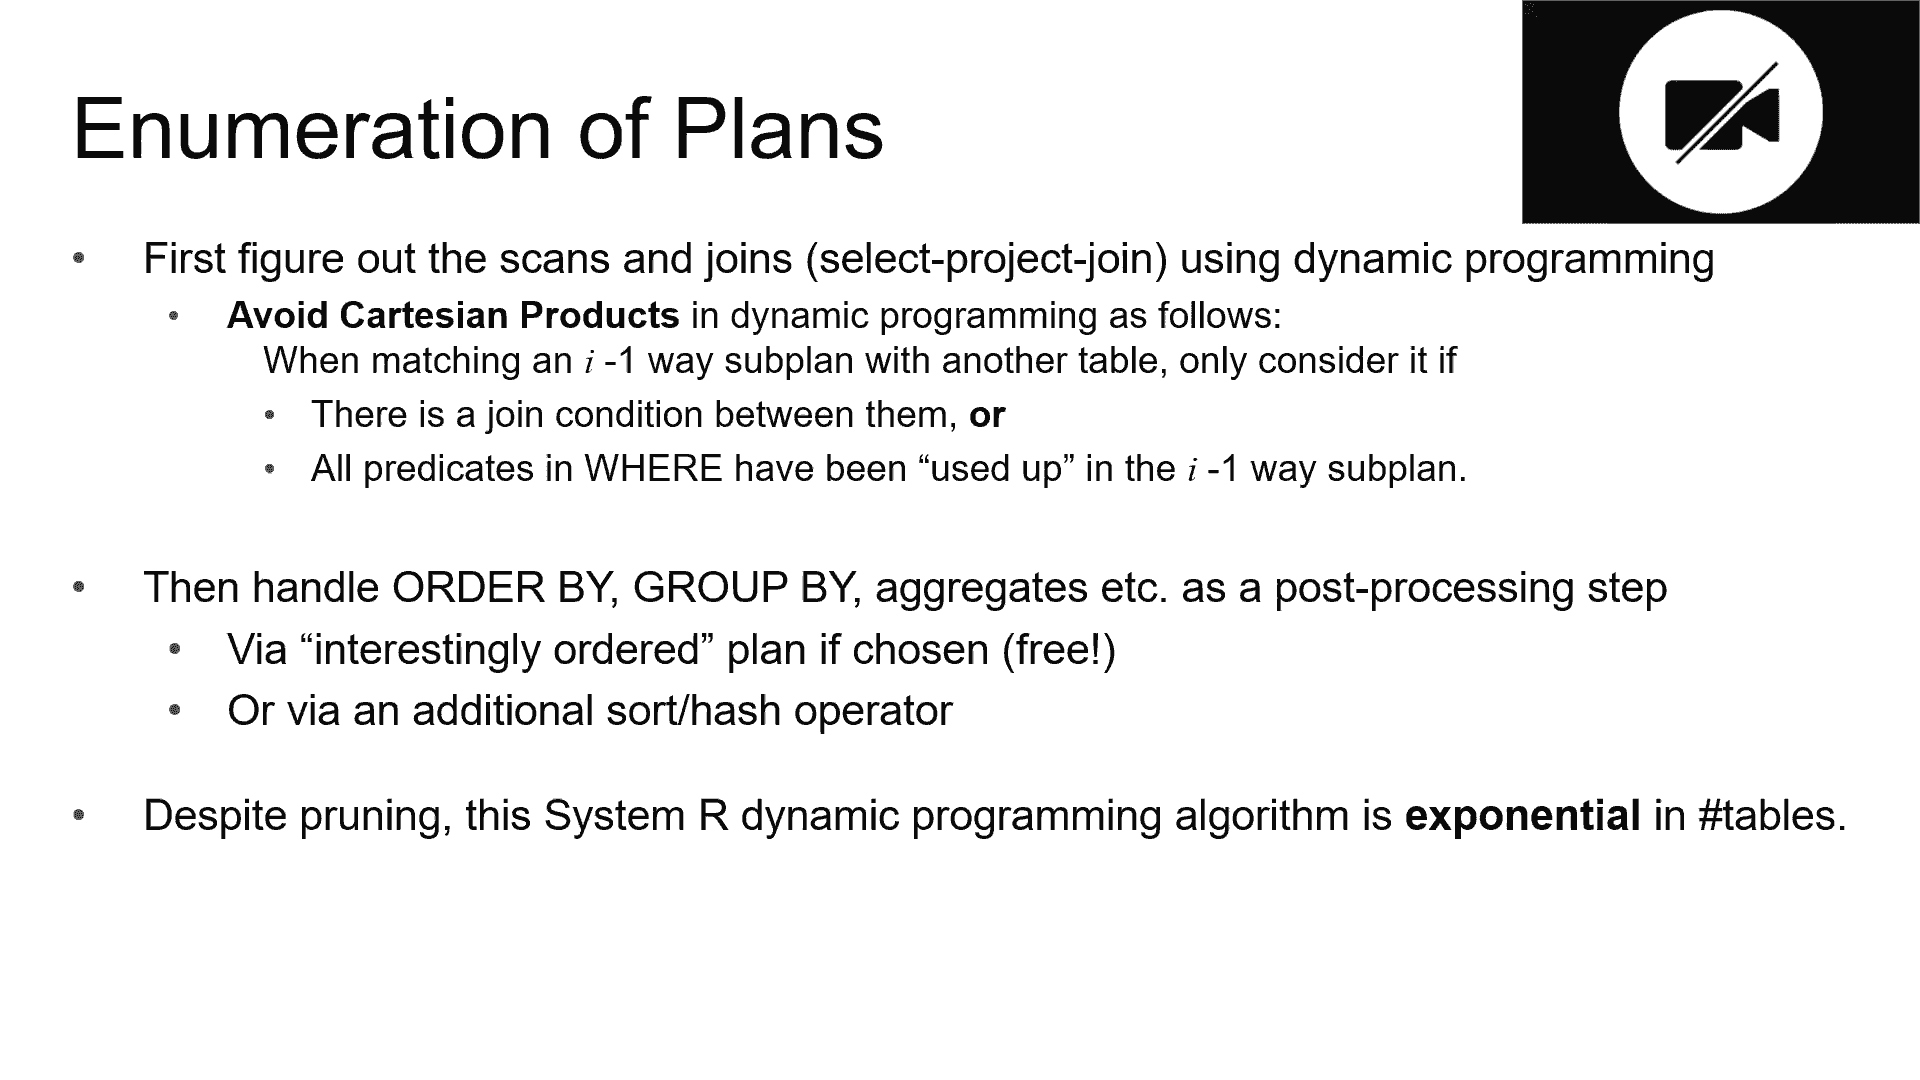 Enumeration of Plans
• First figure out the scans and joins (select-project-join) using dynamic programming
• Avoid Cartesian Products in dynamic programming as follows:
When matching an i -1 way subplan with another table, only consider it if
• There is a join condition between them, or
• All predicates in WHERE have been “used up” in the i -1 way subplan.
• Then handle ORDER BY, GROUP BY, aggregates etc. as a post-processing step
• Via “interestingly ordered” plan if chosen (free!)
• Or via an additional sort/hash operator
• Despite pruning, this System R dynamic programming algorithm is exponential in #tables.